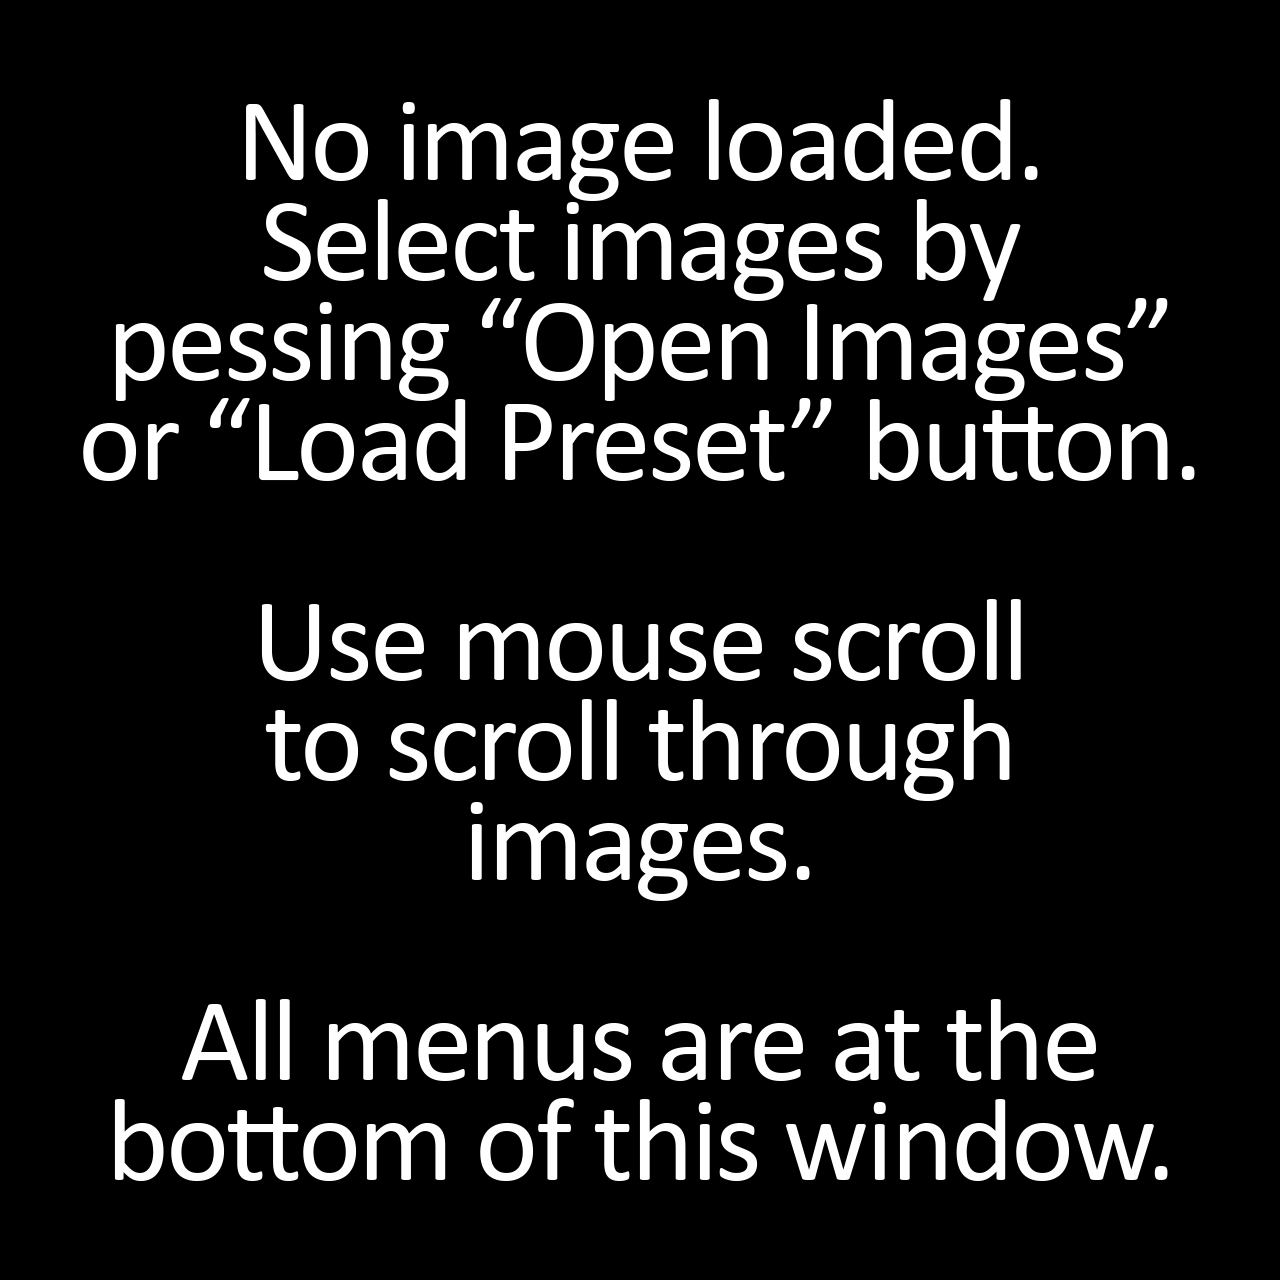 No image loaded.
Select images by
pessing “Open Images”
or “Load Preset” button.
Use mouse scroll
to scroll through
images.
All menus are at the
bottom of this window.